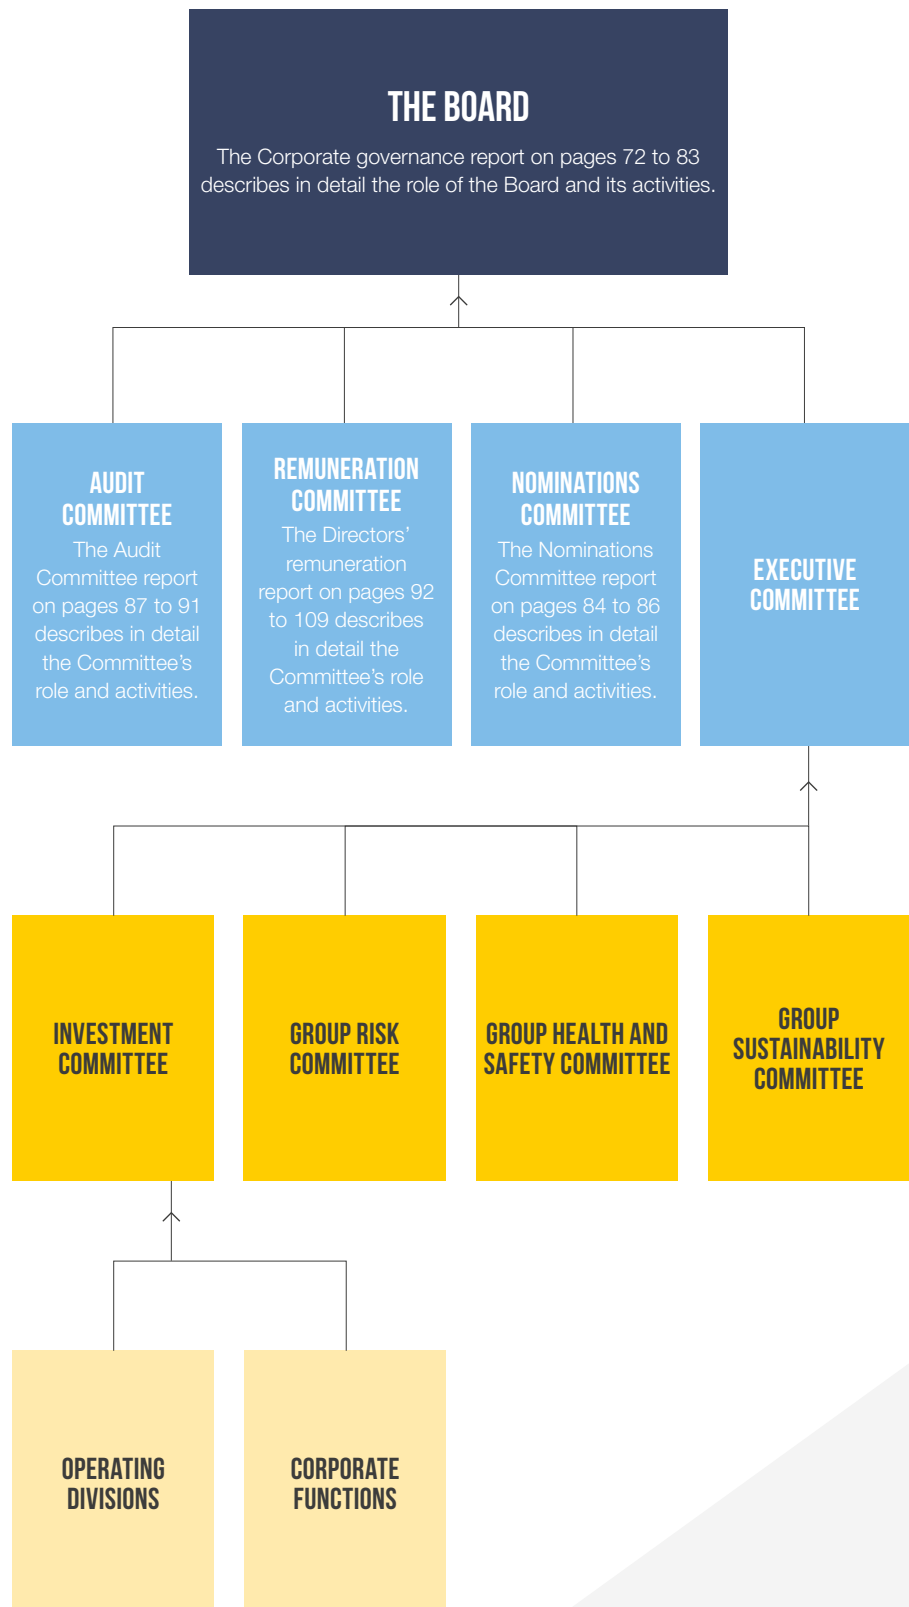 THE BOARD
The Corporate governance report on pages 72 to 83
describes in detail the role of the Board and its activities.
AUDIT
COMMITTEE
The Audit
Committee report
on pages 87 to 91
describes in detail
the Committee’s
role and activities.
REMUNERATION
COMMITTEE
The Directors’
remuneration
report on pages 92
to 109 describes
in detail the
Committee’s role
and activities.
NOMINATIONS
COMMITTEE
The Nominations
Committee report
on pages 84 to 86
describes in detail
the Committee’s
role and activities.
EXECUTIVE
COMMITTEE
INVESTMENT
COMMITTEE
GROUP RISK
COMMITTEE
GROUP HEALTH AND
SAFETY COMMITTEE
GROUP
SUSTAINABILITY
COMMITTEE
OPERATING
DIVISIONS
CORPORATE
FUNCTIONS